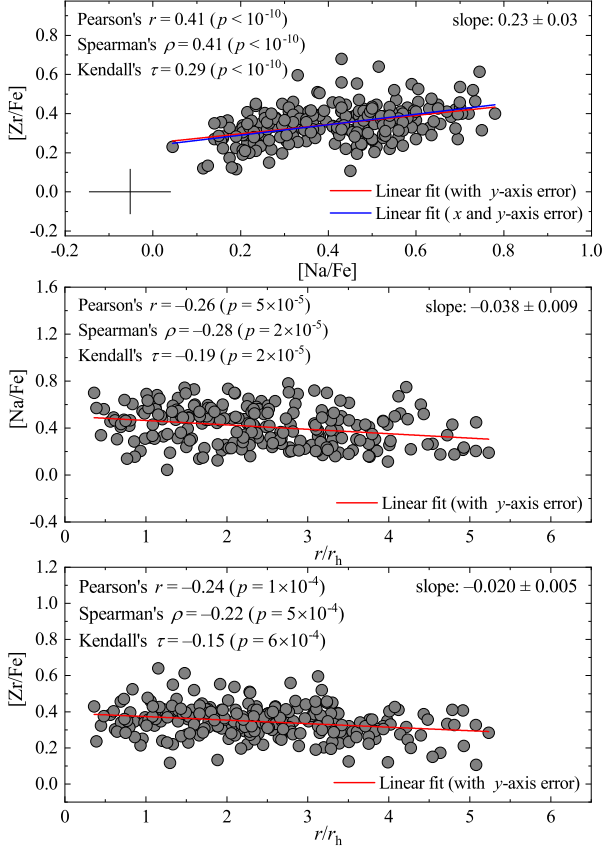 Pearson's r = 0.41 ( p < 10⁻¹⁰) slope: 0.23 ± 0.03
Spearman's ρ = 0.41 ( p < 10⁻¹⁰)
Kendall's τ = 0.29 ( p < 10⁻¹⁰)
0.8
0.6
0.4
0.2
0.0
-0.2
[Zr/Fe]
Linear fit (with y-axis error)
Linear fit ( x and y-axis error)
-0.2 0.0 0.2 0.4 0.6 0.8 1.0
[Na/Fe]
Pearson's r = –0.26 ( p = 5×10⁻⁵) slope: –0.038 ± 0.009
Spearman's ρ = –0.28 ( p = 2×10⁻⁵)
Kendall's τ = –0.19 ( p = 2×10⁻⁵)
1.6
1.2
0.8
0.4
0.0
-0.4
[Na/Fe]
Linear fit (with y-axis error)
0 1 2 3 4 5 6
r/rₕ
Pearson's r = –0.24 ( p = 1×10⁻⁴) slope: –0.020 ± 0.005
Spearman's ρ = –0.22 ( p = 5×10⁻⁴)
Kendall's τ = –0.15 ( p = 6×10⁻⁴)
1.2
1.0
0.8
0.6
0.4
0.2
0.0
[Zr/Fe]
Linear fit (with y-axis error)
0 1 2 3 4 5 6
r/rₕ